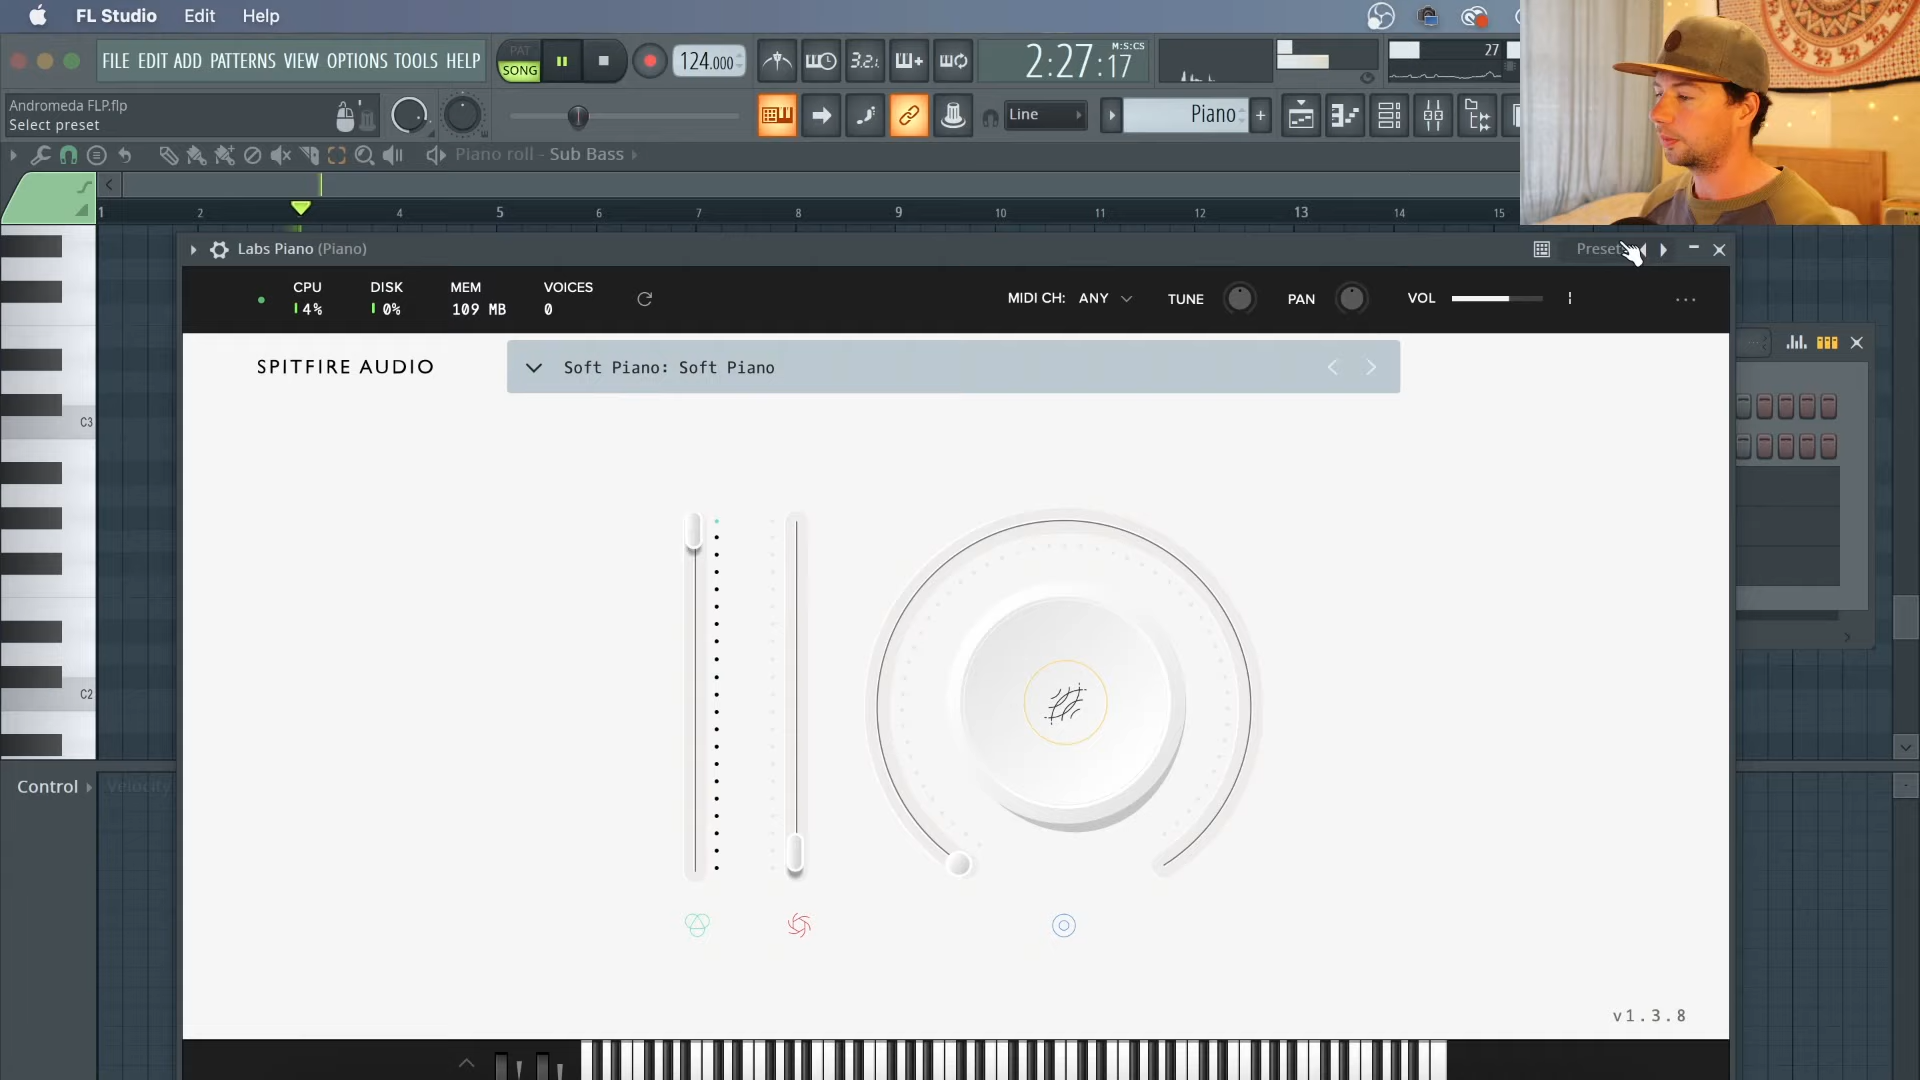 FL Studio Edit Help
FILE EDIT ADD PATTERNS VIEW OPTIONS TOOLS HELP
PAT
SONG
124.000
3.2.
2:27:17
M:S:CS
27
Andromeda FLP.flp
Select preset
Line
Piano
Piano roll - Sub Bass
1 2 4 5 6 7 8 9 10 11 12 13 14 15
Labs Piano (Piano)
Presets
CPU
4%
DISK
0%
MEM
109 MB
VOICES
0
MIDI CH: ANY
TUNE
PAN
VOL
SPITFIRE AUDIO
Soft Piano: Soft Piano
C3
C2
Control
Velocity
v1.3.8